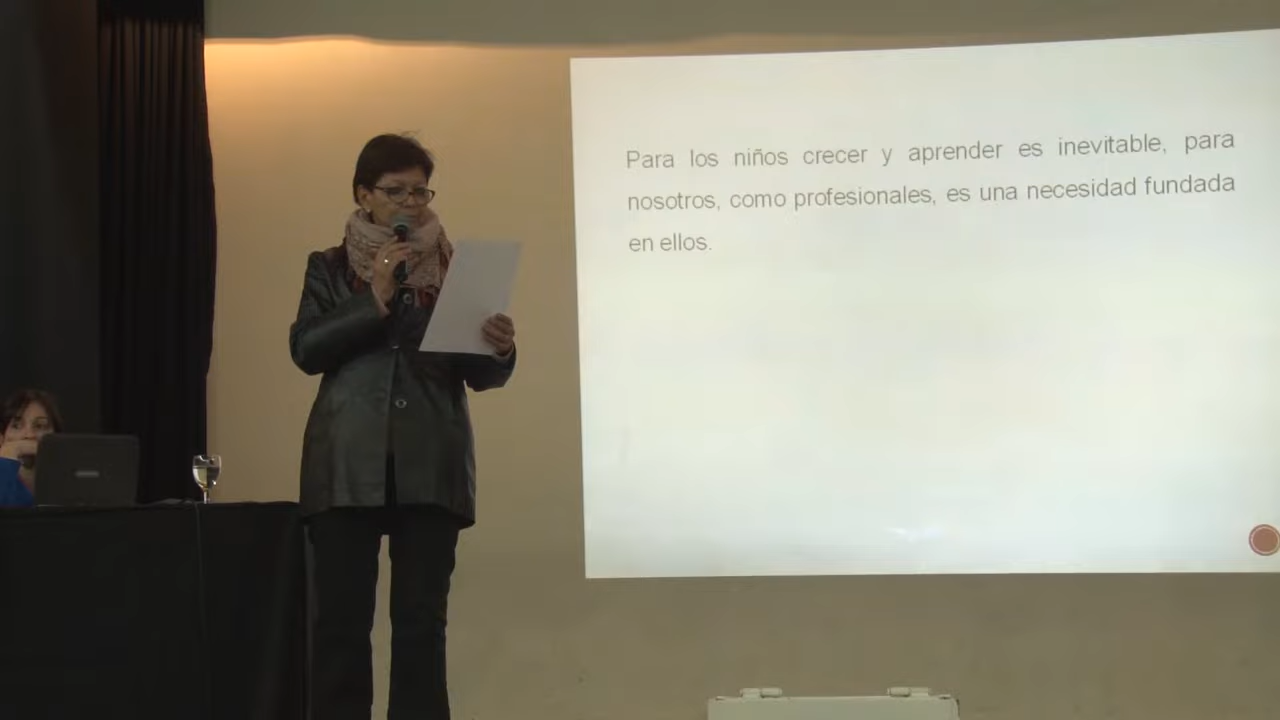 Para los niños crecer y aprender es inevitable, para
nosotros, como profesionales, es una necesidad fundada
en ellos.